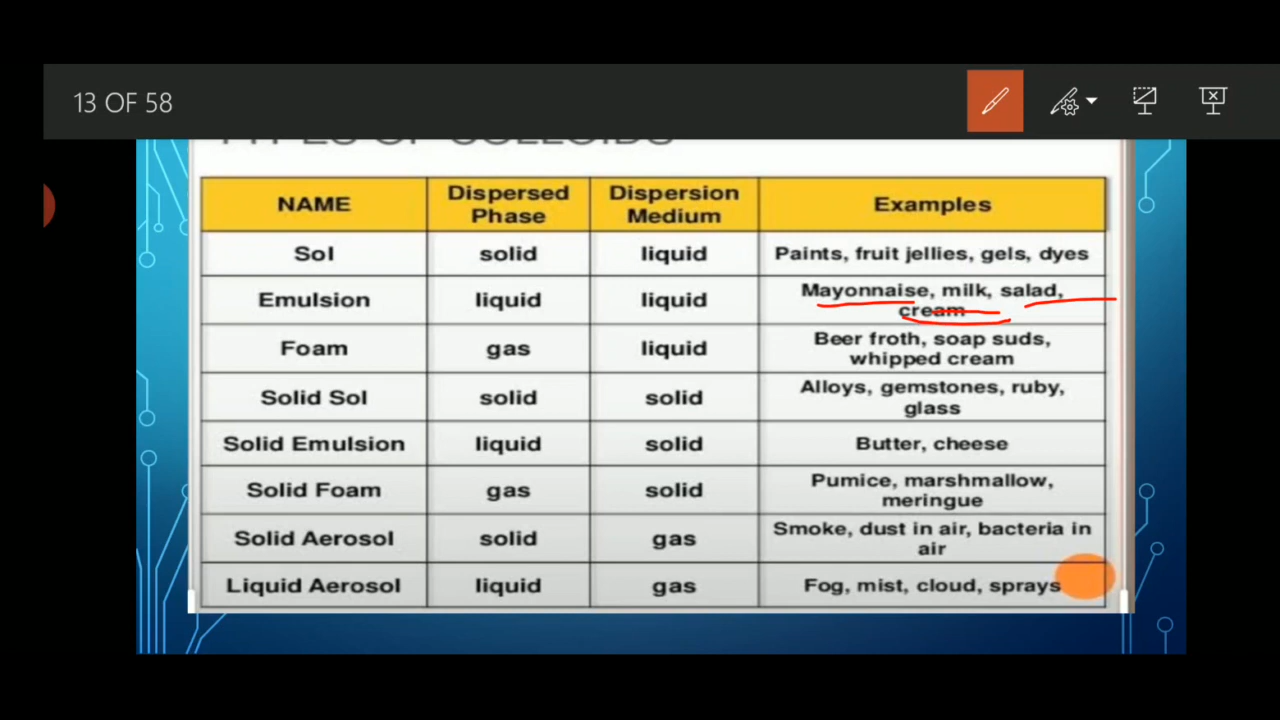 13 OF 58
TYPES OF COLLOIDS
NAME
Dispersed
Phase
Dispersion
Medium
Examples
Sol
solid
liquid
Paints, fruit jellies, gels, dyes
Emulsion
liquid
liquid
Mayonnaise, milk, salad,
cream
Foam
gas
liquid
Beer froth, soap suds,
whipped cream
Solid Sol
solid
solid
Alloys, gemstones, ruby,
glass
Solid Emulsion
liquid
solid
Butter, cheese
Solid Foam
gas
solid
Pumice, marshmallow,
meringue
Solid Aerosol
solid
gas
Smoke, dust in air, bacteria in
air
Liquid Aerosol
liquid
gas
Fog, mist, cloud, sprays